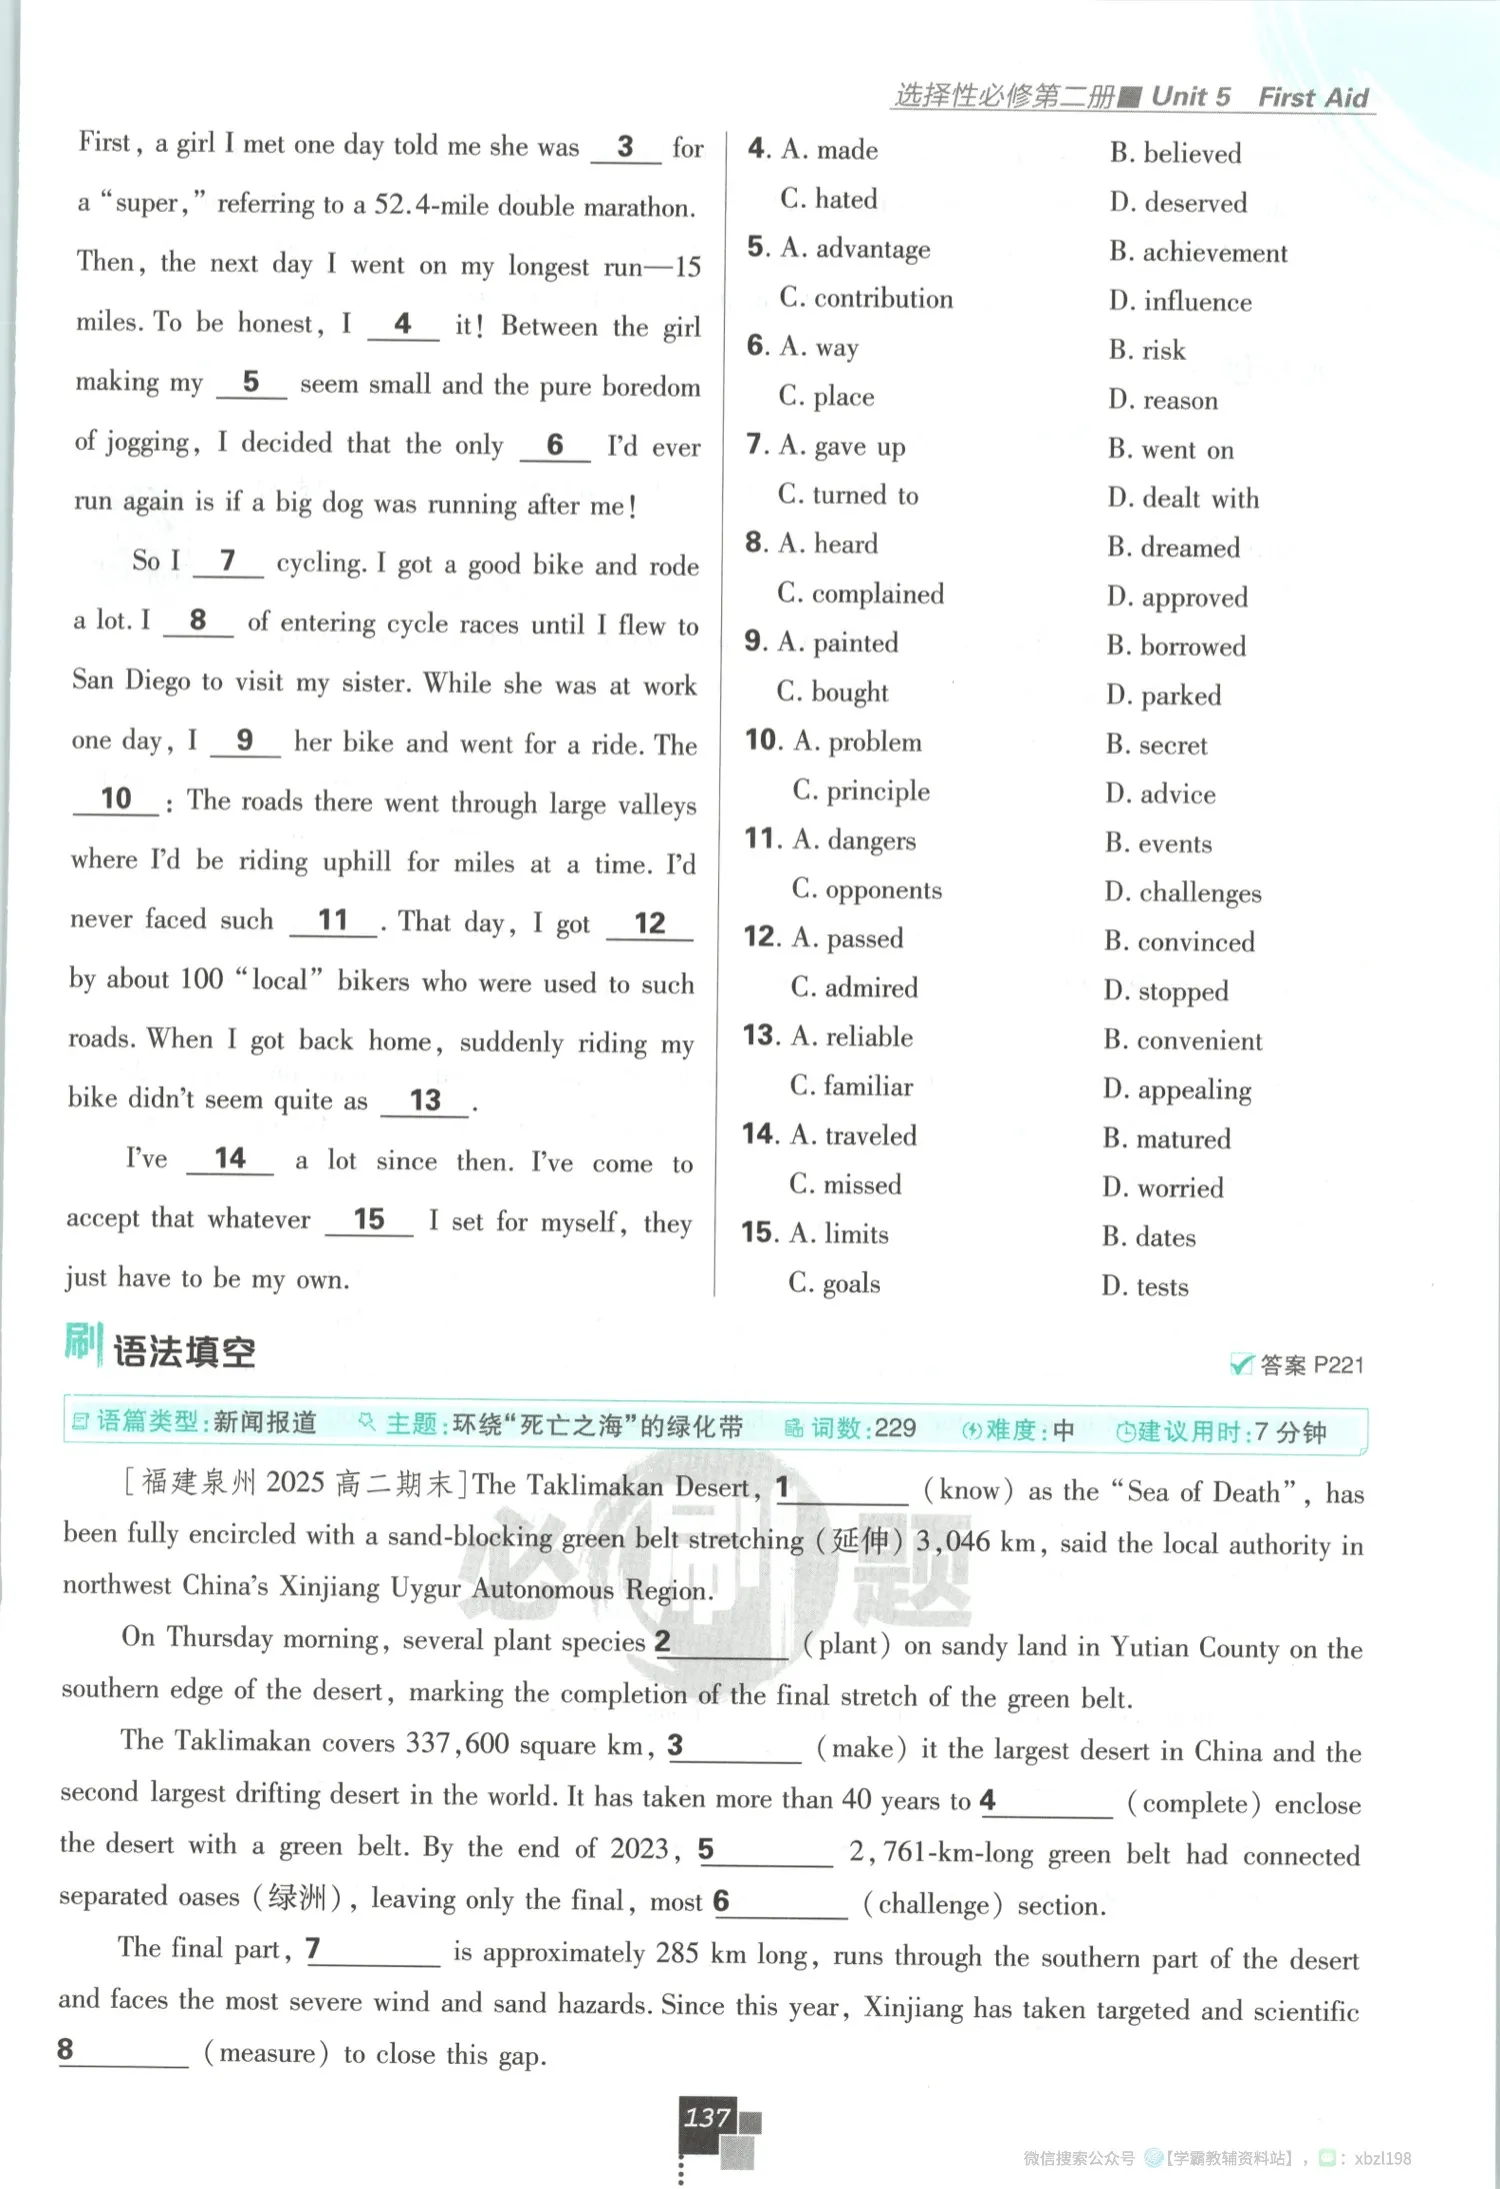 选择性必修第二册■ Unit 5 First Aid
First, a girl I met one day told me she was 3 for
a “super,” referring to a 52.4-mile double marathon.
Then, the next day I went on my longest run—15
miles. To be honest, I 4 it! Between the girl
making my 5 seem small and the pure boredom
of jogging, I decided that the only 6 I’d ever
run again is if a big dog was running after me!
So I 7 cycling. I got a good bike and rode
a lot. I 8 of entering cycle races until I flew to
San Diego to visit my sister. While she was at work
one day, I 9 her bike and went for a ride. The
10 : The roads there went through large valleys
where I’d be riding uphill for miles at a time. I’d
never faced such 11 . That day, I got 12
by about 100 “local” bikers who were used to such
roads. When I got back home, suddenly riding my
bike didn’t seem quite as 13 .
I’ve 14 a lot since then. I’ve come to
accept that whatever 15 I set for myself, they
just have to be my own.
4. A. made B. believed
C. hated D. deserved
5. A. advantage B. achievement
C. contribution D. influence
6. A. way B. risk
C. place D. reason
7. A. gave up B. went on
C. turned to D. dealt with
8. A. heard B. dreamed
C. complained D. approved
9. A. painted B. borrowed
C. bought D. parked
10. A. problem B. secret
C. principle D. advice
11. A. dangers B. events
C. opponents D. challenges
12. A. passed B. convinced
C. admired D. stopped
13. A. reliable B. convenient
C. familiar D. appealing
14. A. traveled B. matured
C. missed D. worried
15. A. limits B. dates
C. goals D. tests
刷 语法填空
答案 P221
语篇类型:新闻报道 主题:环绕“死亡之海”的绿化带 词数:229 难度:中 建议用时:7 分钟
[福建泉州 2025 高二期末]The Taklimakan Desert, 1 (know) as the “Sea of Death”, has
been fully encircled with a sand-blocking green belt stretching (延伸) 3,046 km, said the local authority in
northwest China’s Xinjiang Uygur Autonomous Region.
On Thursday morning, several plant species 2 (plant) on sandy land in Yutian County on the
southern edge of the desert, marking the completion of the final stretch of the green belt.
The Taklimakan covers 337,600 square km, 3 (make) it the largest desert in China and the
second largest drifting desert in the world. It has taken more than 40 years to 4 (complete) enclose
the desert with a green belt. By the end of 2023, 5 2,761-km-long green belt had connected
separated oases (绿洲), leaving only the final, most 6 (challenge) section.
The final part, 7 is approximately 285 km long, runs through the southern part of the desert
and faces the most severe wind and sand hazards. Since this year, Xinjiang has taken targeted and scientific
8 (measure) to close this gap.
必刷题
137
微信搜索公众号【学霸教辅资料站】, : xbzl198